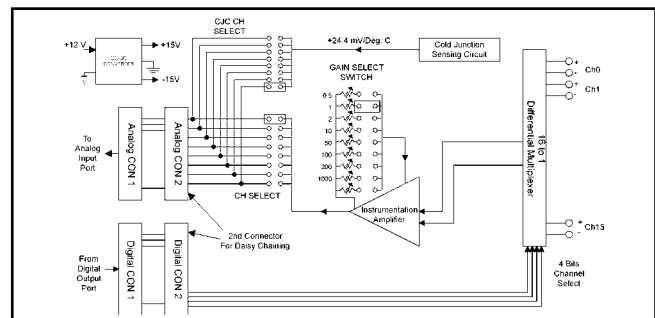 CJC CH
SELECT
+12 V
DC/DC
CONVERTER
+15V
-15V
+24.4 mV/Deg. C
Cold Junction
Sensing Circuit
GAIN SELECT
SWITCH
0.5
1
2
10
50
100
200
1000
16 to 1
Differential Multiplexer
+
-
Ch0
+
-
Ch1
+
-
Ch15
To
Analog
Input
Port
Analog CON 1
Analog CON 2
CH SELECT
Instrumentation
Amplifier
2nd Connector
For Daisy Chaining
From
Digital
Output
Port
Digital CON 1
Digital CON 2
4 Bits
Channel
Select